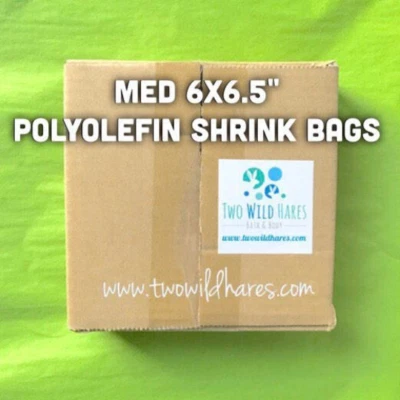 MED 6X6.5"
POLYOLEFIN SHRINK BAGS
TWO WILD HARES
BATH & BODY
www.twowildhares.com
www.twowildhares.com